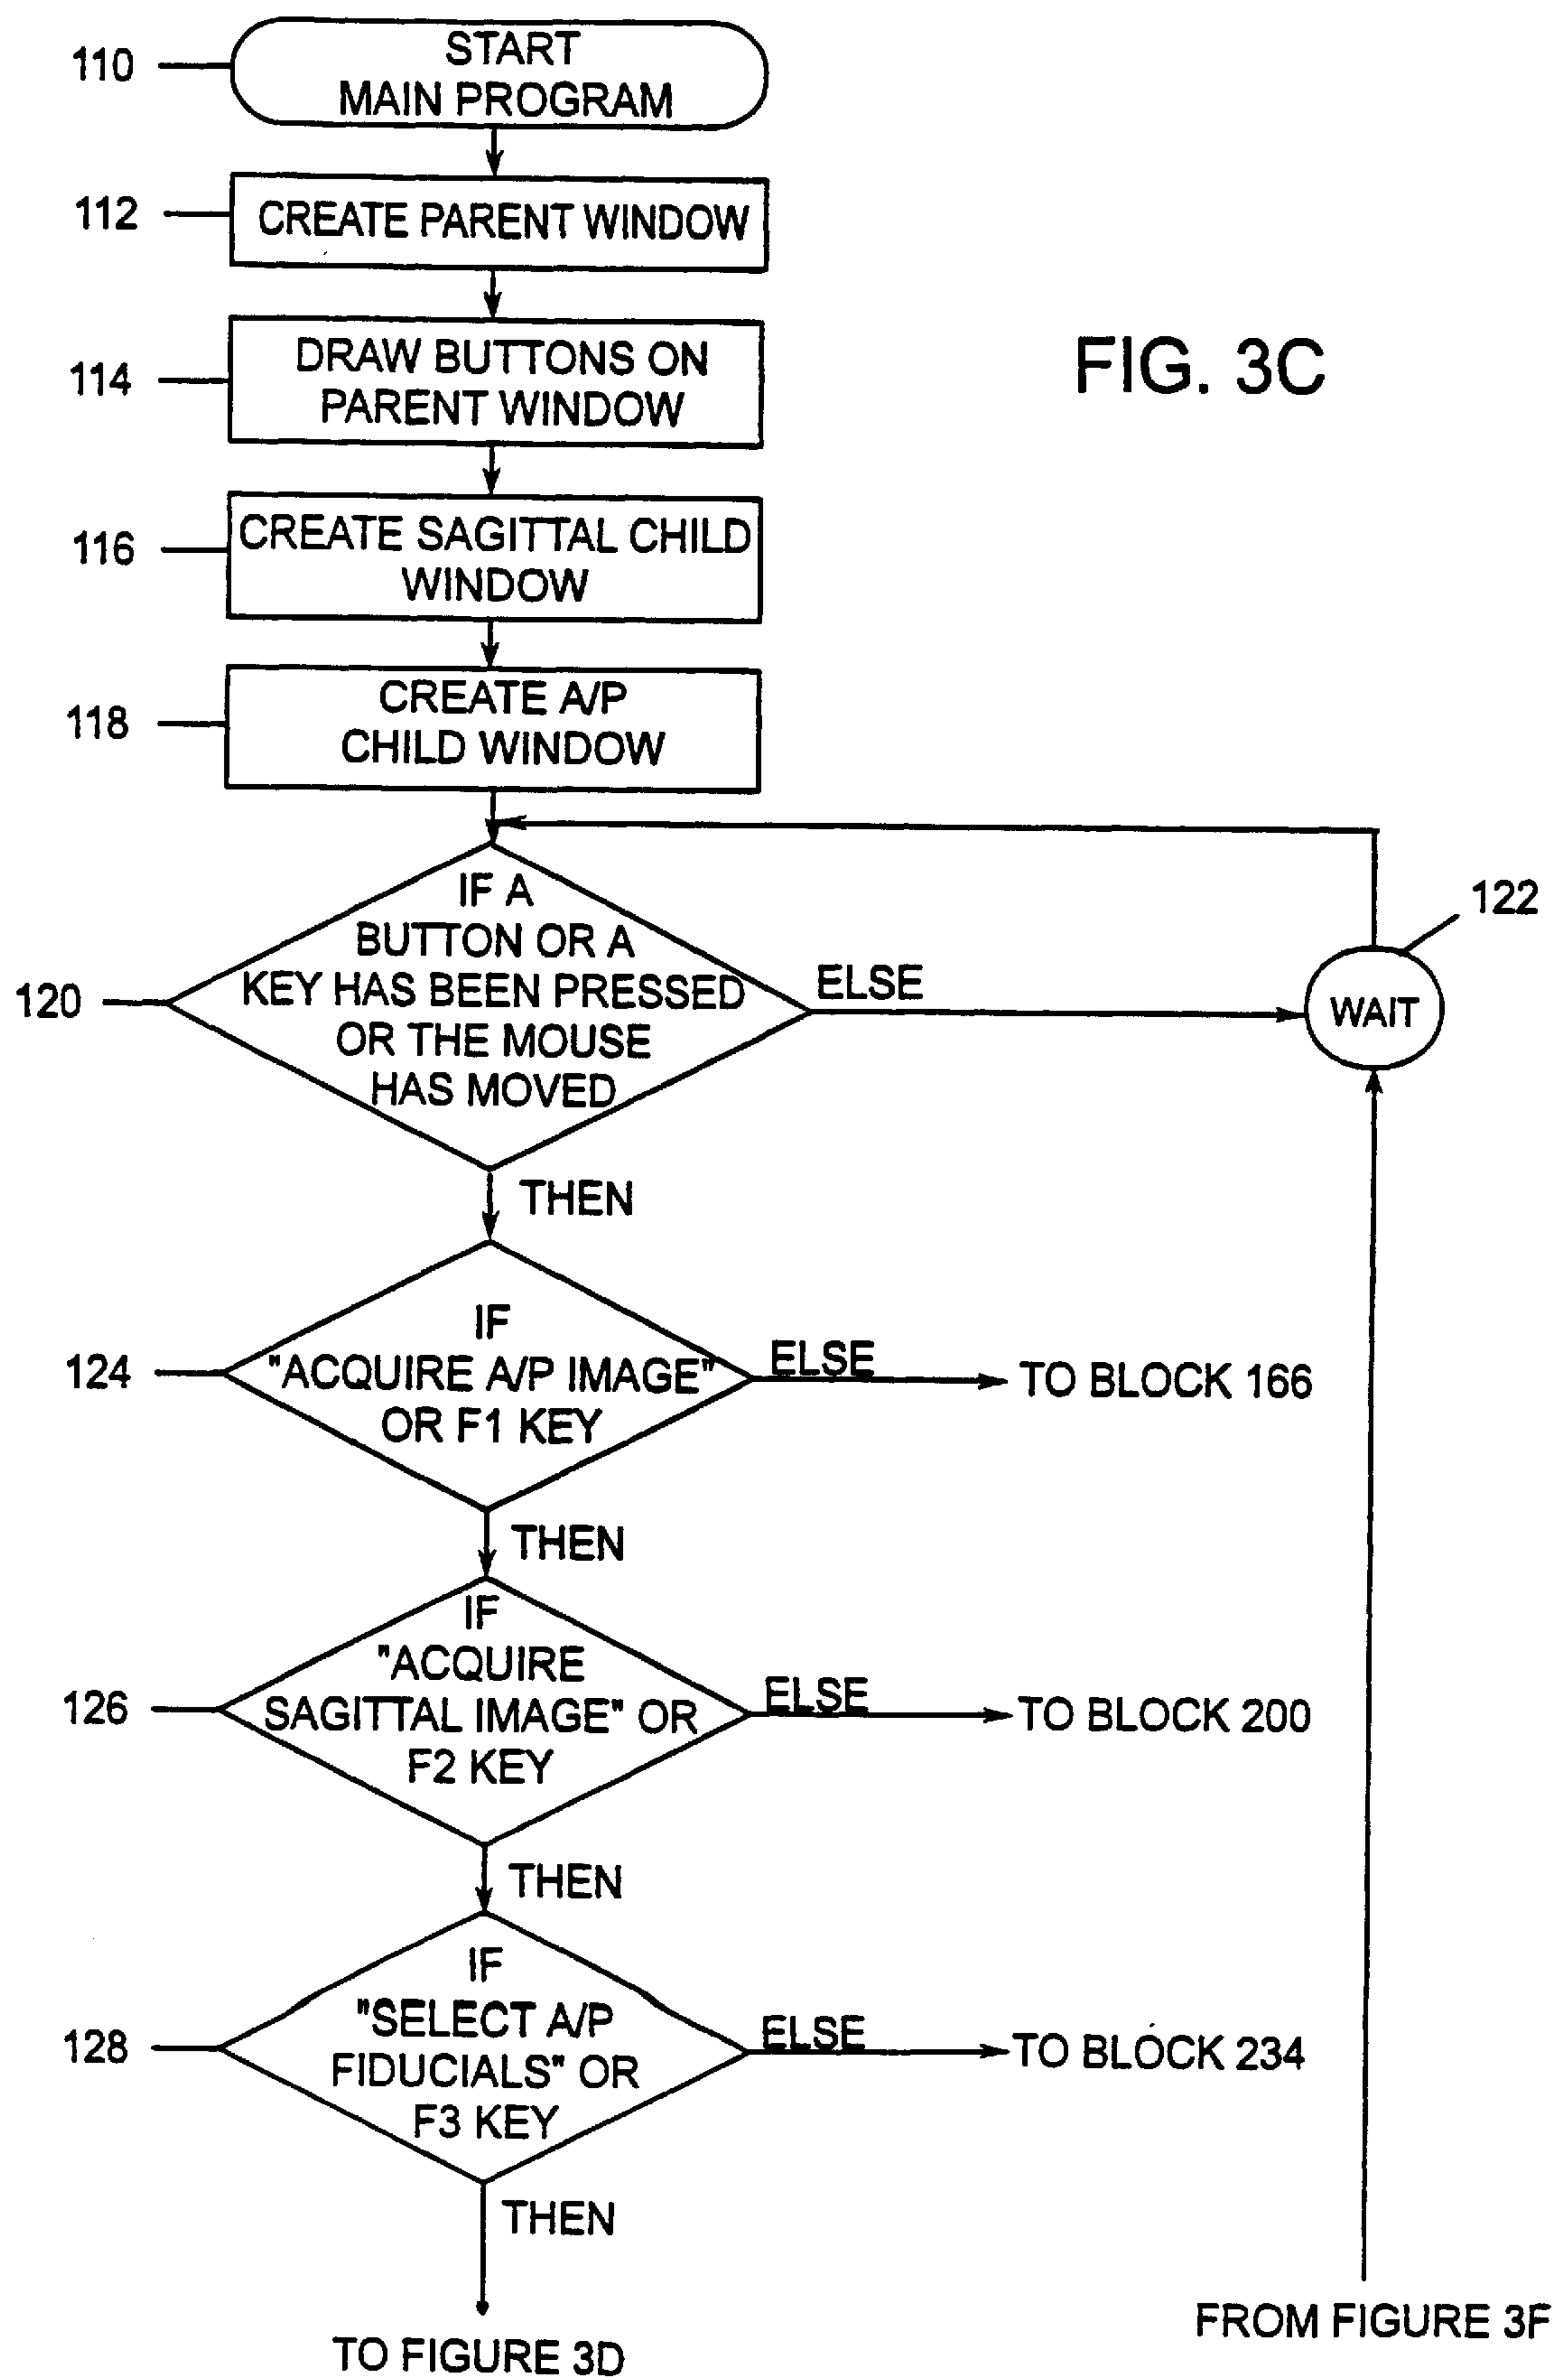 110
START
MAIN PROGRAM
112
CREATE PARENT WINDOW
114
DRAW BUTTONS ON
PARENT WINDOW
FIG. 3C
116
CREATE SAGITTAL CHILD
WINDOW
118
CREATE A/P
CHILD WINDOW
120
IF A
BUTTON OR A
KEY HAS BEEN PRESSED
OR THE MOUSE
HAS MOVED
ELSE
122
WAIT
THEN
124
IF
"ACQUIRE A/P IMAGE"
OR F1 KEY
ELSE
TO BLOCK 166
THEN
126
IF
"ACQUIRE
SAGITTAL IMAGE" OR
F2 KEY
ELSE
TO BLOCK 200
THEN
128
IF
"SELECT A/P
FIDUCIALS" OR
F3 KEY
ELSE
TO BLOCK 234
THEN
TO FIGURE 3D
FROM FIGURE 3F